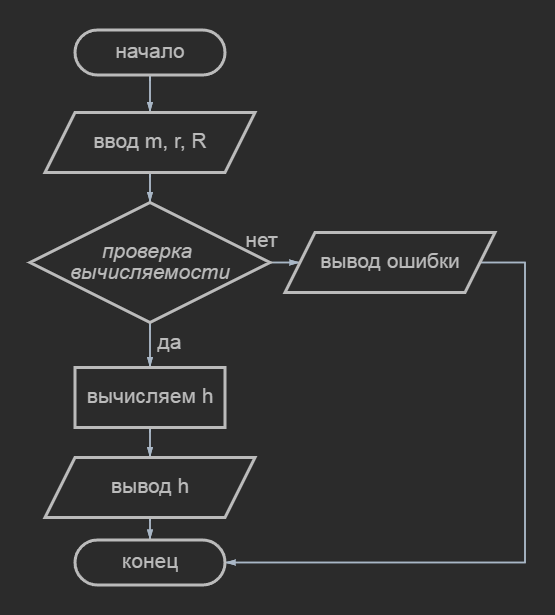 начало
ввод m, r, R
проверка
вычисляемости
нет
вывод ошибки
да
вычисляем h
вывод h
конец